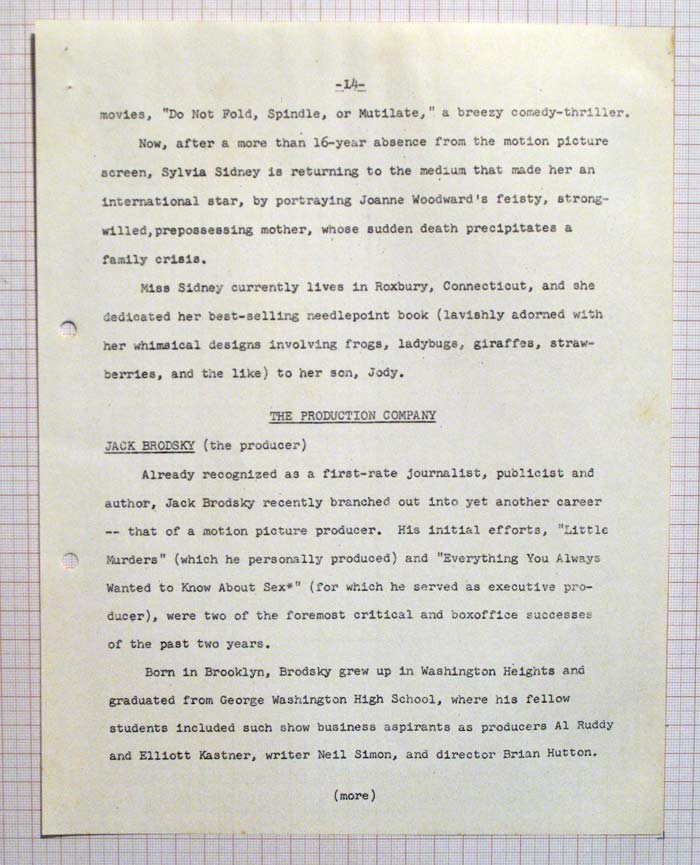 -14-
movies, "Do Not Fold, Spindle, or Mutilate," a breezy comedy-thriller.
Now, after a more than 16-year absence from the motion picture
screen, Sylvia Sidney is returning to the medium that made her an
international star, by portraying Joanne Woodward's feisty, strong-
willed,prepossessing mother, whose sudden death precipitates a
family crisis.
Miss Sidney currently lives in Roxbury, Connecticut, and she
dedicated her best-selling needlepoint book (lavishly adorned with
her whimsical designs involving frogs, ladybugs, giraffes, straw-
berries, and the like) to her son, Jody.
THE PRODUCTION COMPANY
JACK BRODSKY (the producer)
Already recognized as a first-rate journalist, publicist and
author, Jack Brodsky recently branched out into yet another career
-- that of a motion picture producer. His initial efforts, "Little
Murders" (which he personally produced) and "Everything You Always
Wanted to Know About Sex*" (for which he served as executive pro-
ducer), were two of the foremost critical and boxoffice successes
of the past two years.
Born in Brooklyn, Brodsky grew up in Washington Heights and
graduated from George Washington High School, where his fellow
students included such show business aspirants as producers Al Ruddy
and Elliott Kastner, writer Neil Simon, and director Brian Hutton.
(more)